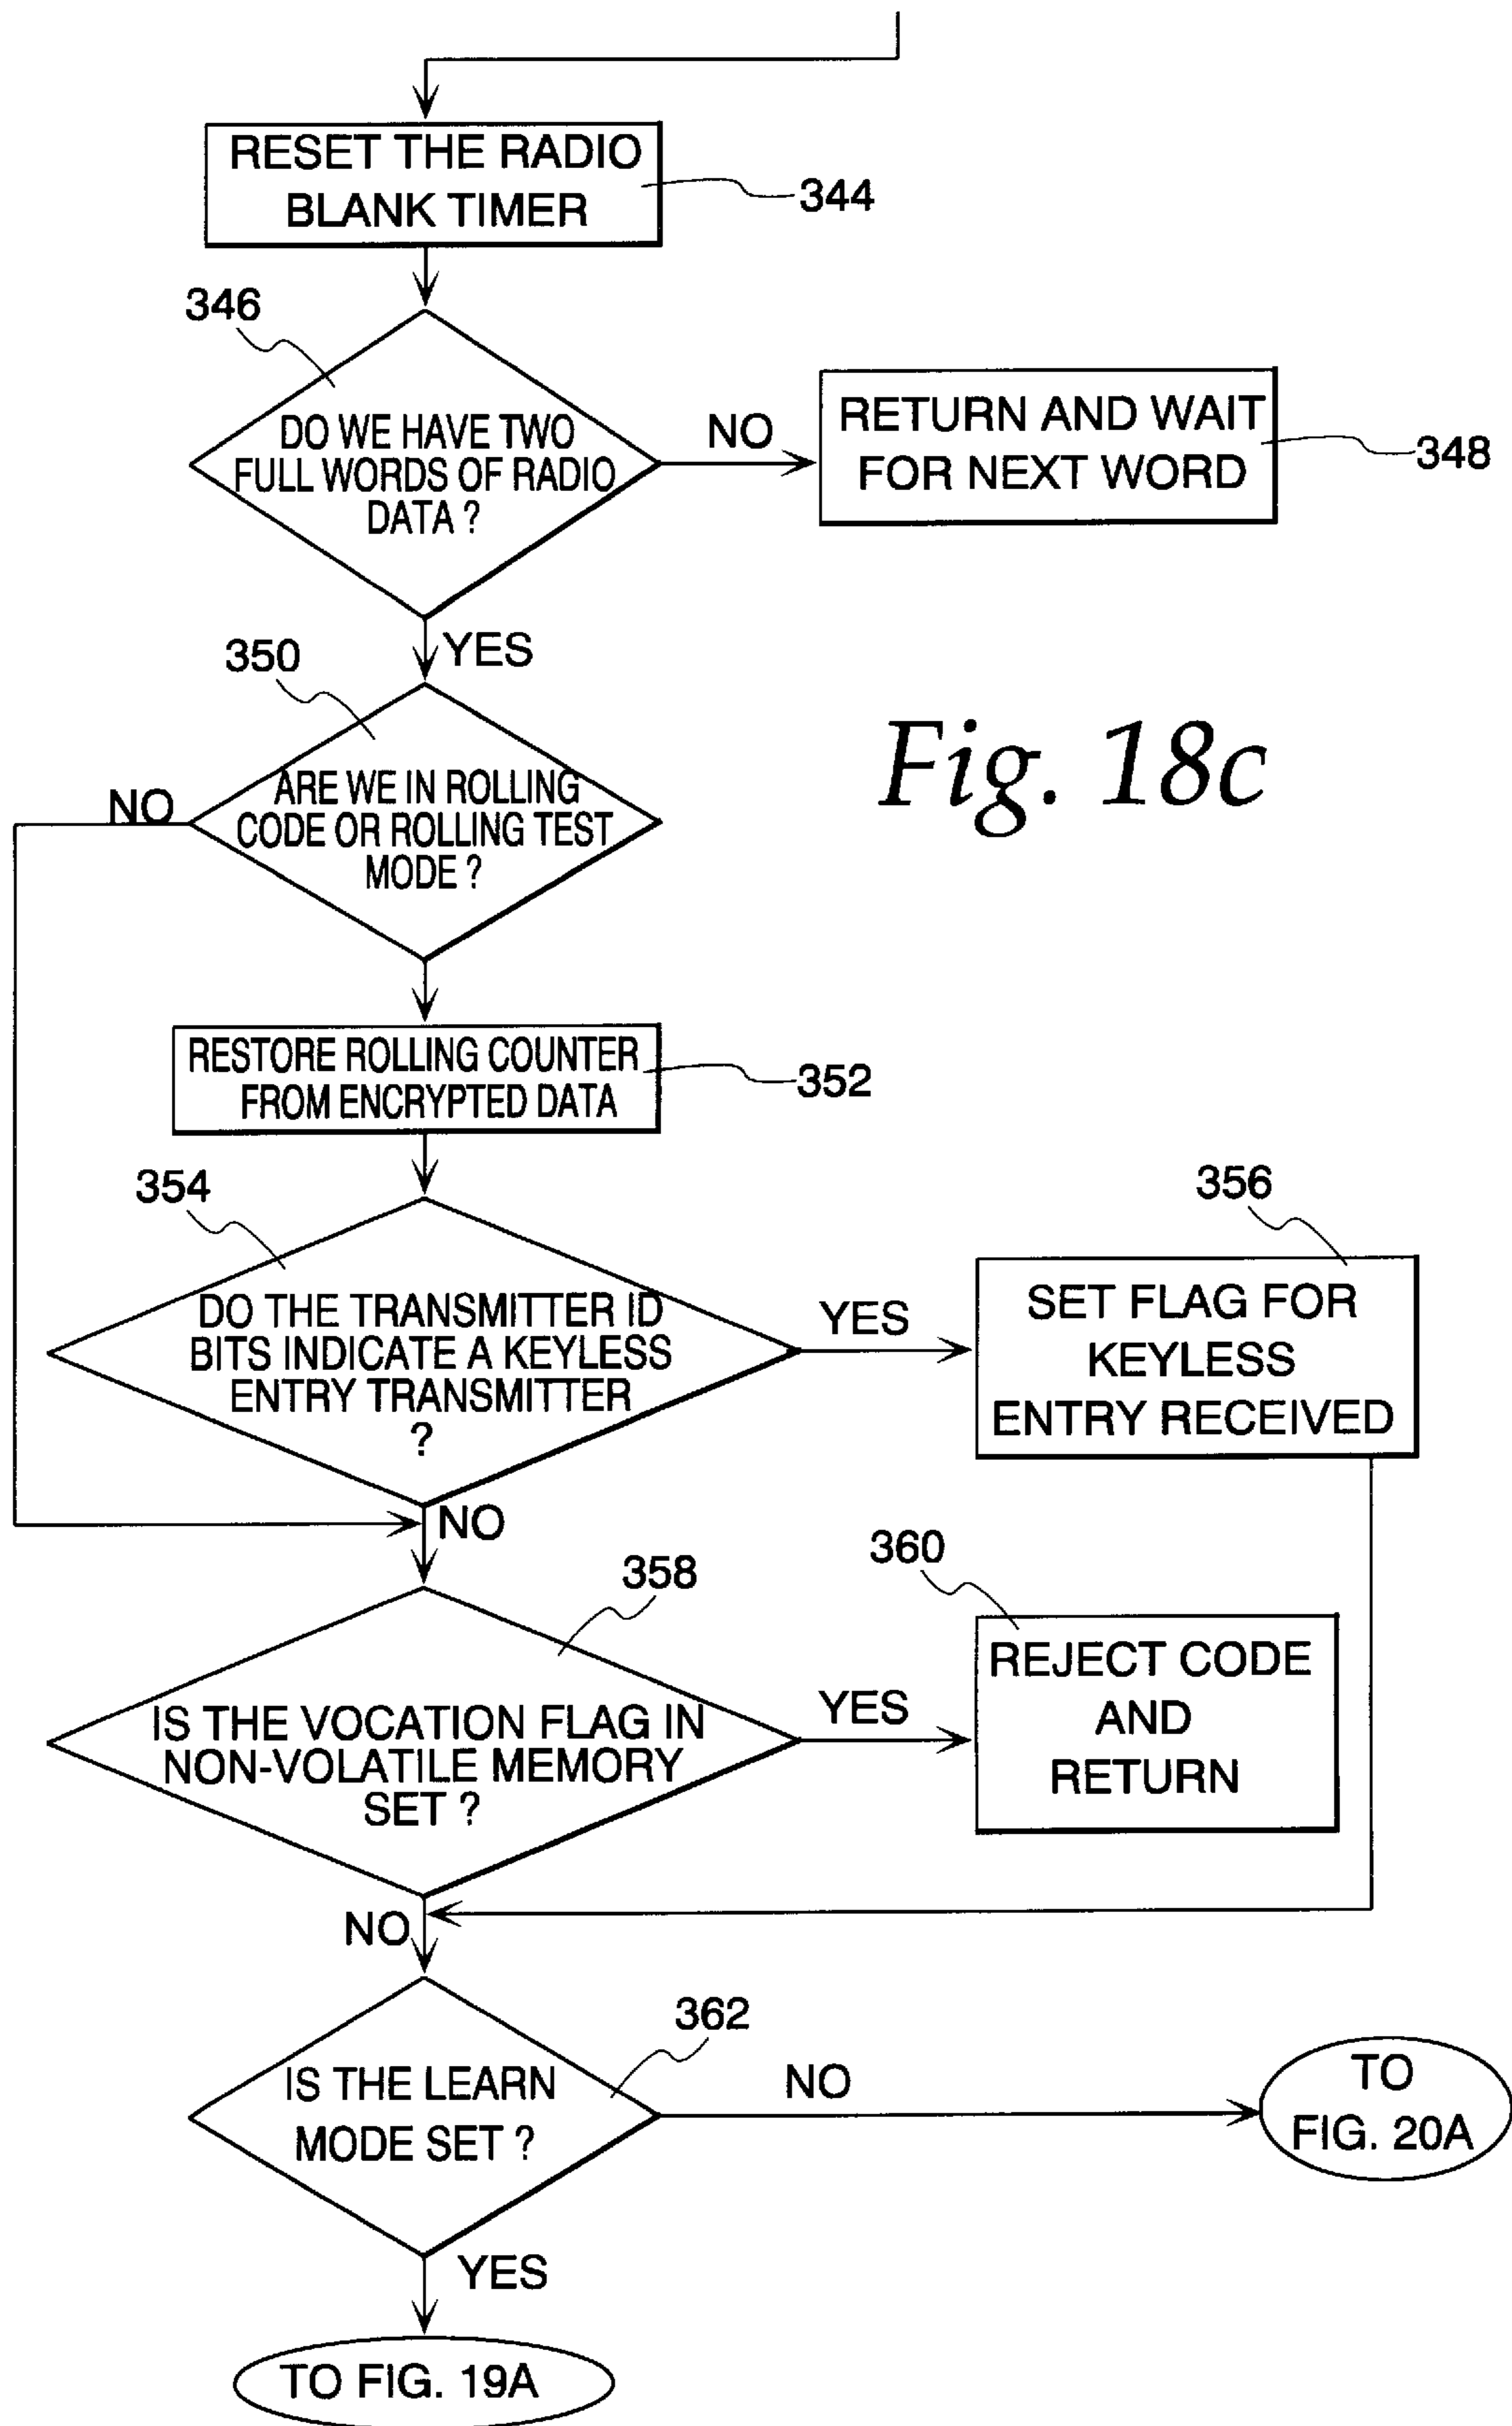 RESET THE RADIO
BLANK TIMER
344
346
DO WE HAVE TWO
FULL WORDS OF RADIO
DATA ?
NO
RETURN AND WAIT
FOR NEXT WORD
348
YES
350
ARE WE IN ROLLING
CODE OR ROLLING TEST
MODE ?
NO
Fig. 18c
RESTORE ROLLING COUNTER
FROM ENCRYPTED DATA
352
354
DO THE TRANSMITTER ID
BITS INDICATE A KEYLESS
ENTRY TRANSMITTER
?
YES
356
SET FLAG FOR
KEYLESS
ENTRY RECEIVED
NO
358
IS THE VOCATION FLAG IN
NON-VOLATILE MEMORY
SET ?
YES
360
REJECT CODE
AND
RETURN
NO
362
IS THE LEARN
MODE SET ?
NO
TO
FIG. 20A
YES
TO FIG. 19A